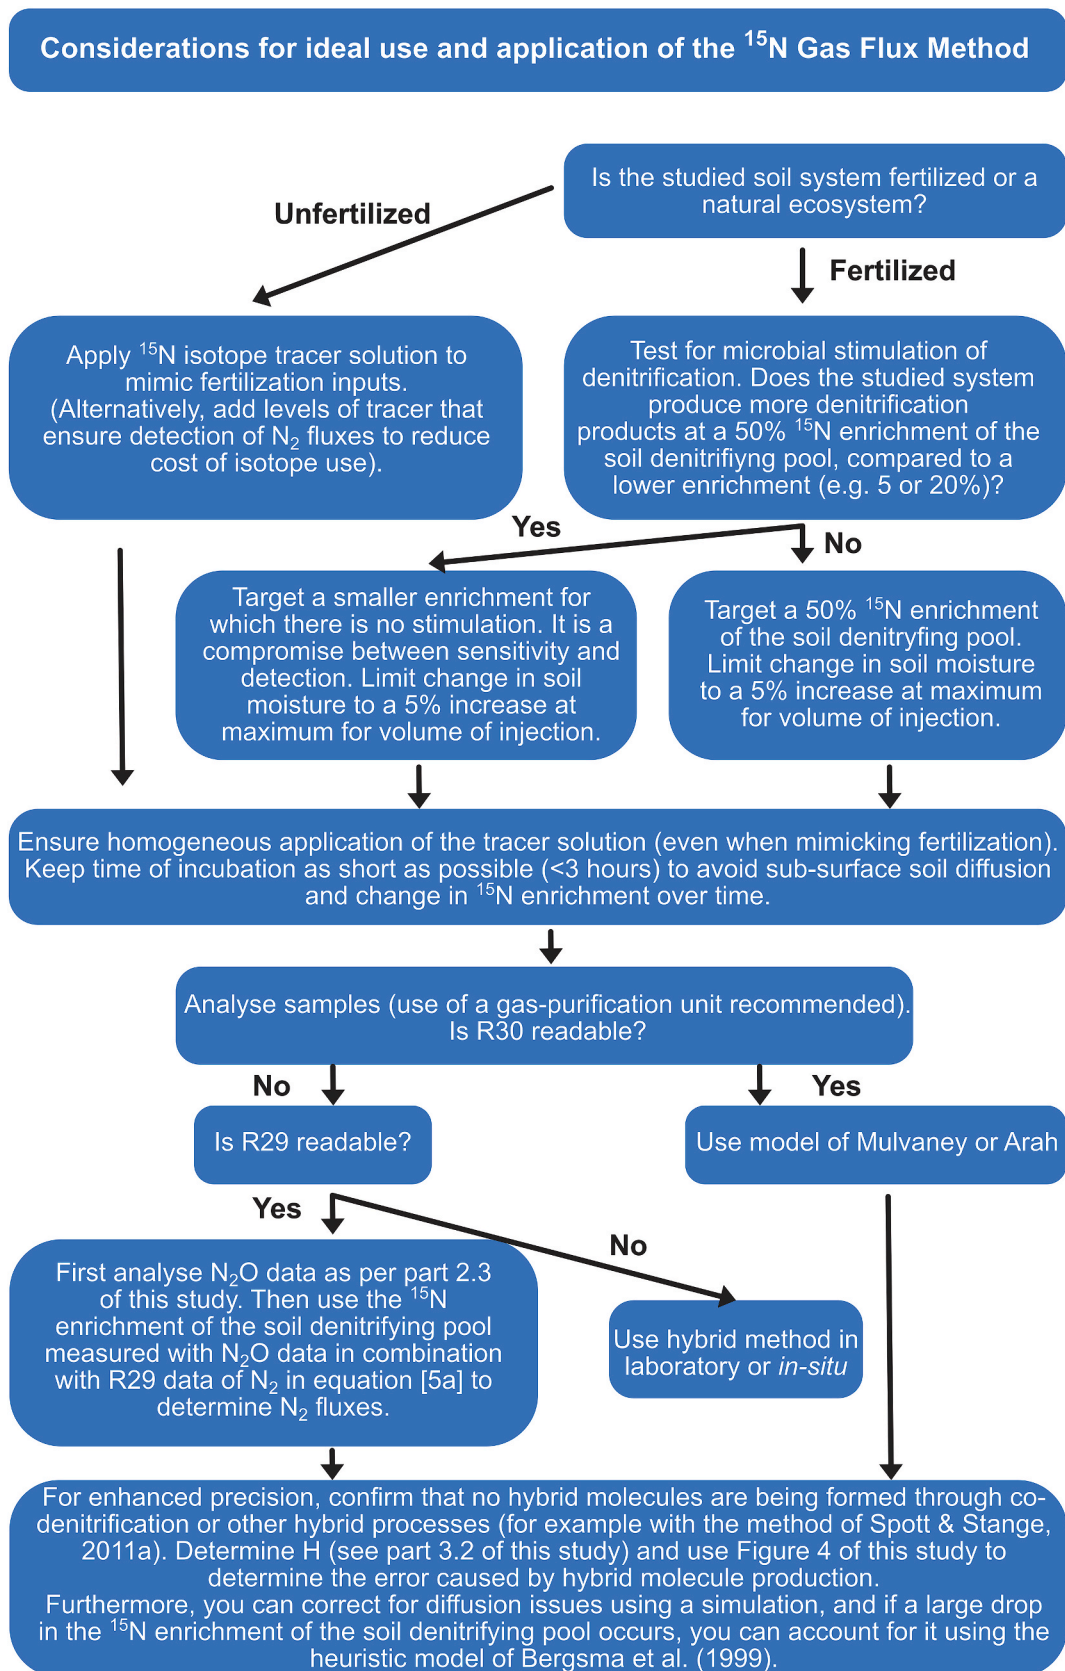 Considerations for ideal use and application of the ¹⁵N Gas Flux Method
Is the studied soil system fertilized or a
natural ecosystem?
Unfertilized
Fertilized
Apply ¹⁵N isotope tracer solution to
mimic fertilization inputs.
(Alternatively, add levels of tracer that
ensure detection of N₂ fluxes to reduce
cost of isotope use).
Test for microbial stimulation of
denitrification. Does the studied system
produce more denitrification
products at a 50% ¹⁵N enrichment of the
soil denitrifiyng pool, compared to a
lower enrichment (e.g. 5 or 20%)?
Yes
No
Target a smaller enrichment for
which there is no stimulation. It is a
compromise between sensitivity and
detection. Limit change in soil
moisture to a 5% increase at
maximum for volume of injection.
Target a 50% ¹⁵N enrichment
of the soil denitryfing pool.
Limit change in soil moisture
to a 5% increase at maximum
for volume of injection.
Ensure homogeneous application of the tracer solution (even when mimicking fertilization).
Keep time of incubation as short as possible (<3 hours) to avoid sub-surface soil diffusion
and change in ¹⁵N enrichment over time.
Analyse samples (use of a gas-purification unit recommended).
Is R30 readable?
No
Yes
Is R29 readable?
Use model of Mulvaney or Arah
Yes
No
First analyse N₂O data as per part 2.3
of this study. Then use the ¹⁵N
enrichment of the soil denitrifying pool
measured with N₂O data in combination
with R29 data of N₂ in equation [5a] to
determine N₂ fluxes.
Use hybrid method in
laboratory or in-situ
For enhanced precision, confirm that no hybrid molecules are being formed through co-
denitrification or other hybrid processes (for example with the method of Spott & Stange,
2011a). Determine H (see part 3.2 of this study) and use Figure 4 of this study to
determine the error caused by hybrid molecule production.
Furthermore, you can correct for diffusion issues using a simulation, and if a large drop
in the ¹⁵N enrichment of the soil denitrifying pool occurs, you can account for it using the
heuristic model of Bergsma et al. (1999).